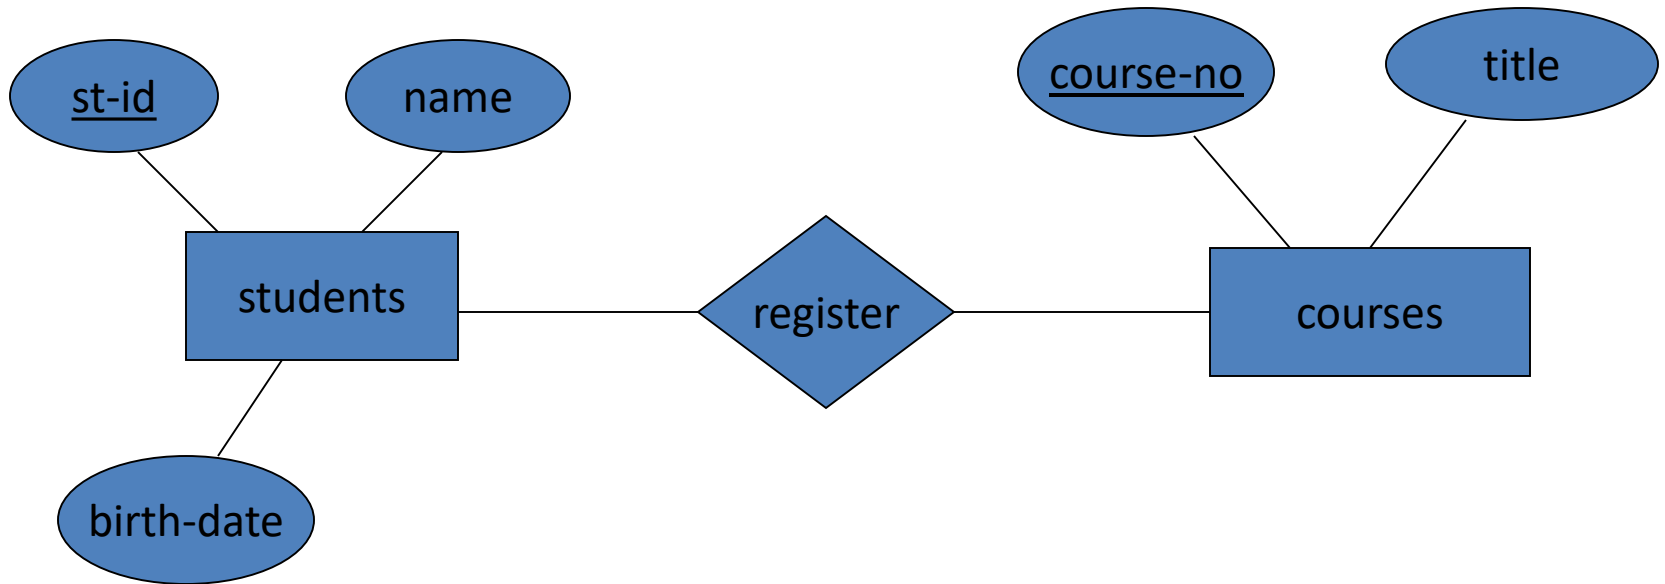 st-id
name
course-no
title
students
register
courses
birth-date